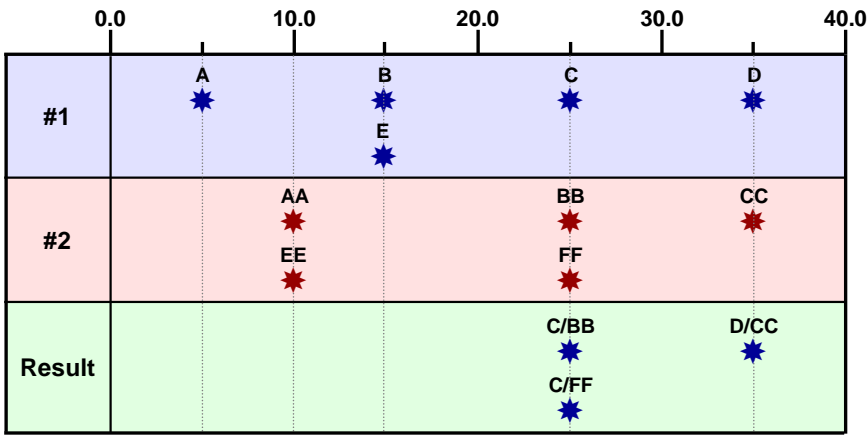 0.0 10.0 20.0 30.0 40.0
A B C D
#1
E
AA BB CC
#2
EE FF
C/BB D/CC
Result
C/FF